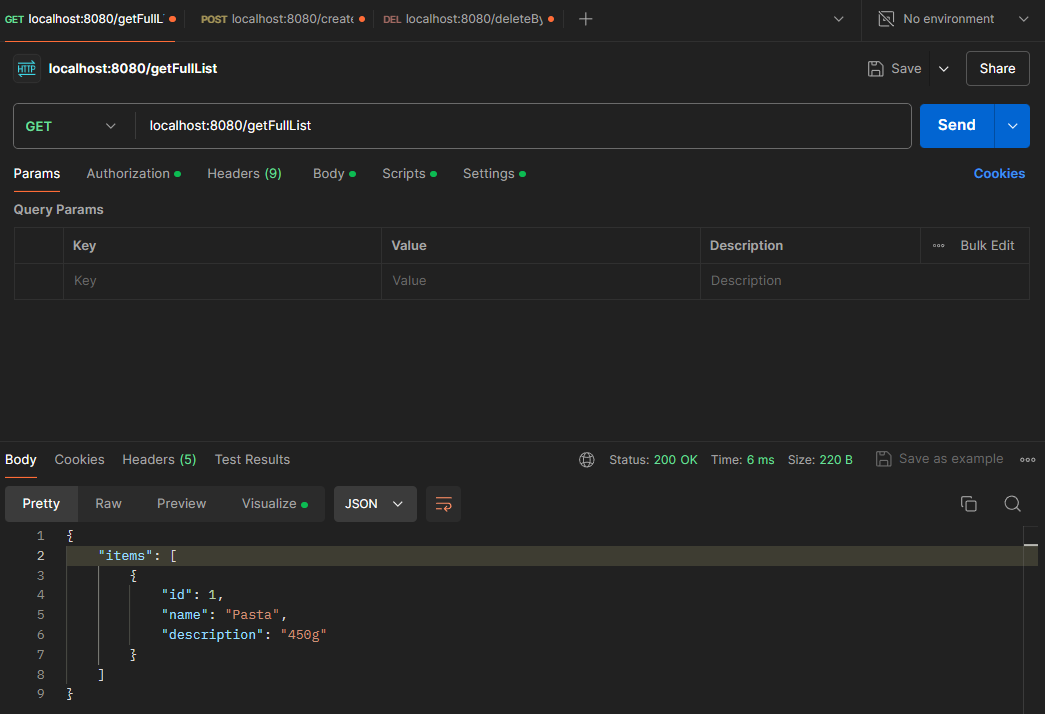 GET localhost:8080/getFullL POST localhost:8080/create DEL localhost:8080/deleteBy No environment
HTTP localhost:8080/getFullList Save Share
GET localhost:8080/getFullList Send
Params Authorization Headers (9) Body Scripts Settings Cookies
Query Params
Key Value Description Bulk Edit
Key Value Description
Body Cookies Headers (5) Test Results Status: 200 OK Time: 6 ms Size: 220 B Save as example
Pretty Raw Preview Visualize JSON
1 {
2 "items": [
3 {
4 "id": 1,
5 "name": "Pasta",
6 "description": "450g"
7 }
8 ]
9 }